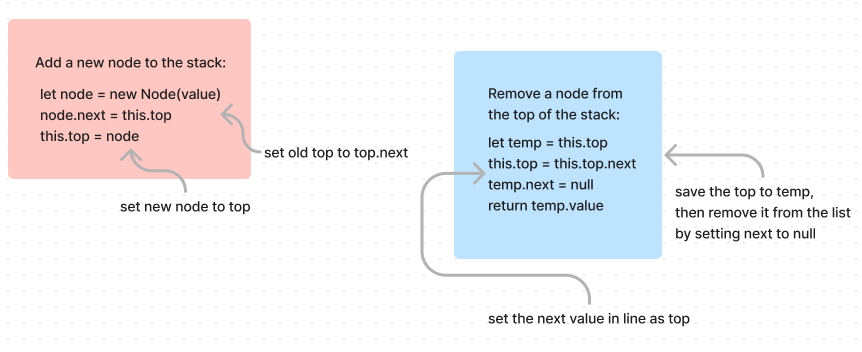 Add a new node to the stack:
let node = new Node(value)
node.next = this.top
this.top = node
set old top to top.next
set new node to top
Remove a node from
the top of the stack:
let temp = this.top
this.top = this.top.next
temp.next = null
return temp.value
save the top to temp,
then remove it from the list
by setting next to null
set the next value in line as top